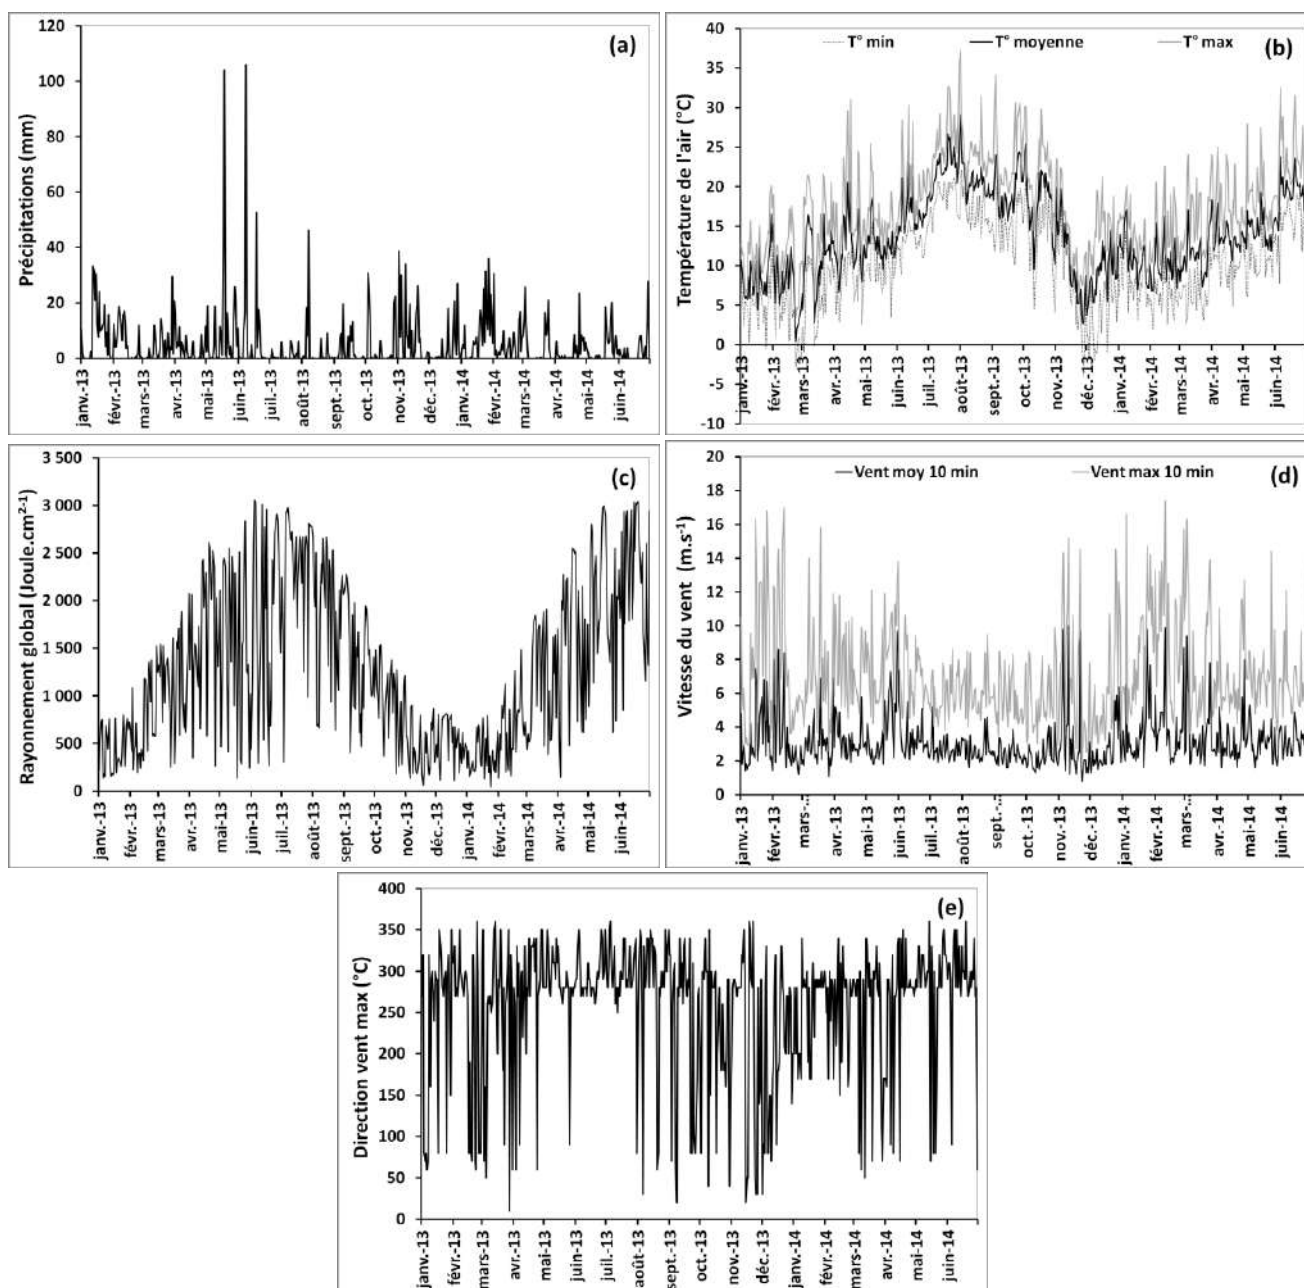 (a)
Précipitations (mm)
120
100
80
60
40
20
0
janv.-13 févr.-13 mars-13 avr.-13 mai-13 juin-13 juil.-13 août-13 sept.-13 oct.-13 nov.-13 déc.-13 janv.-14 févr.-14 mars-14 avr.-14 mai-14 juin-14
(b)
T° min T° moyenne T° max
Température de l'air (°C)
40
35
30
25
20
15
10
5
0
-5
-10
janv.-13 févr.-13 mars-13 avr.-13 mai-13 juin-13 juil.-13 août-13 sept.-13 oct.-13 nov.-13 déc.-13 janv.-14 févr.-14 mars-14 avr.-14 mai-14 juin-14
(c)
Rayonnement global (Joule.cm²⁻¹)
3 500
3 000
2 500
2 000
1 500
1 000
500
0
janv.-13 févr.-13 mars-13 avr.-13 mai-13 juin-13 juil.-13 août-13 sept.-13 oct.-13 nov.-13 déc.-13 janv.-14 févr.-14 mars-14 avr.-14 mai-14 juin-14
(d)
Vent moy 10 min Vent max 10 min
Vitesse du vent (m.s⁻¹)
20
18
16
14
12
10
8
6
4
2
0
janv.-13 févr.-13 mars-... avr.-13 mai-13 juin-13 juil.-13 août-13 sept.-... oct.-13 nov.-13 déc.-13 janv.-14 févr.-14 mars-... avr.-14 mai-14 juin-14
(e)
Direction vent max (°C)
400
350
300
250
200
150
100
50
0
janv.-13 févr.-13 mars-13 avr.-13 mai-13 juin-13 juil.-13 août-13 sept.-13 oct.-13 nov.-13 déc.-13 janv.-14 févr.-14 mars-14 avr.-14 mai-14 juin-14